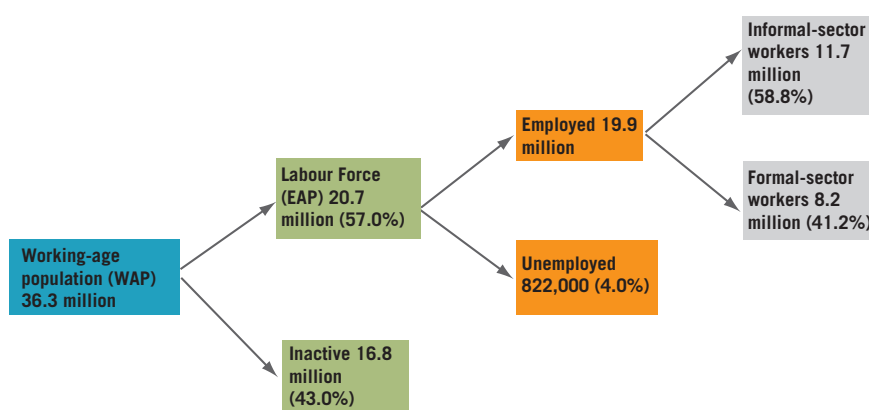 Informal-sector
workers 11.7
million
(58.8%)
Employed 19.9
million
Labour Force
(EAP) 20.7
million (57.0%)
Formal-sector
workers 8.2
million (41.2%)
Working-age
population (WAP)
36.3 million
Unemployed
822,000 (4.0%)
Inactive 16.8
million
(43.0%)